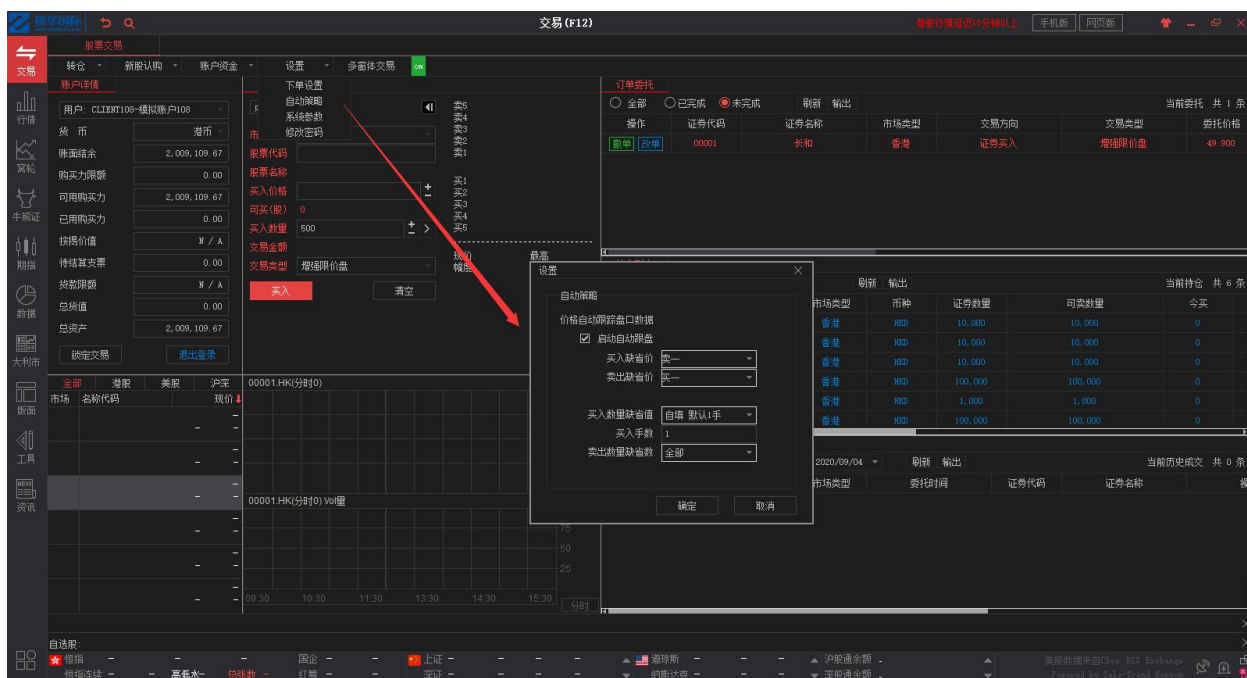 横华国际
交易(F12)
港股行情延迟15分钟以上 手机版 网页版
交易
行情
窝轮
牛熊证
期指
数据
大利市
版面
工具
NEW
资讯
股票交易
转仓 新股认购 账户资金 设置 多窗体交易 ON
下单设置
自动策略
系统参数
修改密码
账户详情
用户: CLIENT108-模拟账户108
货 币 港币
账面结余 2,009,109.67
购买力限额 0.00
可用购买力 2,009,109.67
已用购买力 0.00
按揭价值 N / A
待结算支票 0.00
贷款限额 N / A
总货值 0.00
总资产 2,009,109.67
锁定交易 退出登录
市
股票代码
股票名称
买入价格
可买(股) 0
买入数量 500
交易金额
交易类型 增强限价盘
买入 清空
卖5
卖4
卖3
卖2
卖1
买1
买2
买3
买4
买5
现价 最高
幅度
订单委托
全部 已完成 未完成 刷新 输出 当前委托 共 1 条
操作 证券代码 证券名称 市场类型 交易方向 交易类型 委托价格
撤单 改单 00001 长和 香港 证券买入 增强限价盘 49.900
刷新 输出 当前持仓 共 6 条
市场类型 币种 证券数量 可卖数量 今买
香港 HKD 10,000 10,000 0
香港 HKD 10,000 10,000 0
香港 HKD 10,000 10,000 0
香港 HKD 100,000 100,000 0
香港 HKD 1,000 1,000 0
香港 HKD 100,000 100,000 0
2020/09/04 刷新 输出 当前历史成交 共 0 条
市场类型 委托时间 证券代码 证券名称
设置
自动策略
价格自动跟踪盘口数据
启动自动跟盘
买入缺省价 卖一
卖出缺省价 买一
买入数量缺省值 自填 默认1手
买入手数 1
卖出数量缺省数 全部
确定 取消
全部 港股 美股 沪深
市场 名称代码 现价
00001.HK(分时0)
00001.HK(分时0) Vol量
75
50
25
09:30 10:30 11:30 13:30 14:30 15:30
分时
自选股:
恒指 - - - 国企 - - 上证 - - - - 道琼斯 - - - 沪股通余额 -
恒指连续 - - 高低水- 总张数 - 红筹 - - 深证 - - - - 纳斯达克 - - - 深股通余额 -
美股数据来自Cboe BZX Exchange